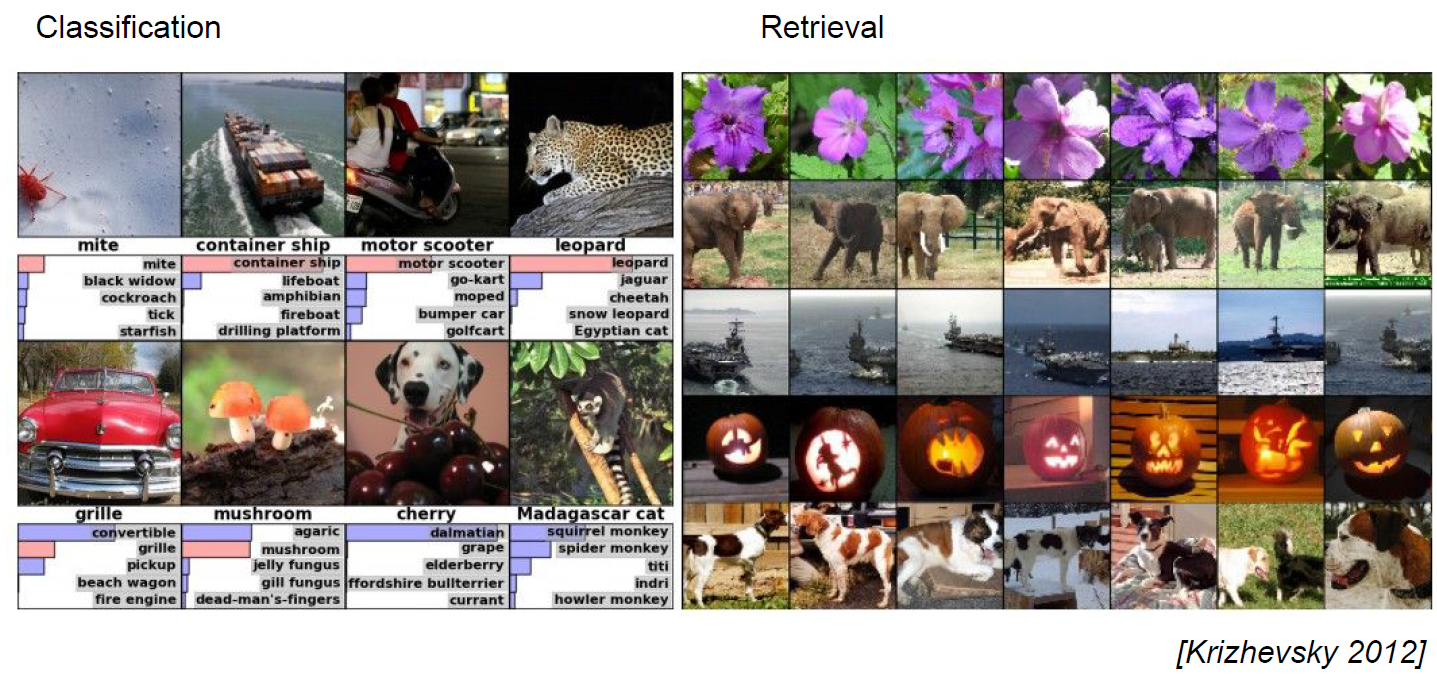 Classification
Retrieval
mite
container ship
motor scooter
leopard
mite
black widow
cockroach
tick
starfish
container ship
lifeboat
amphibian
fireboat
drilling platform
motor scooter
go-kart
moped
bumper car
golfcart
leopard
jaguar
cheetah
snow leopard
Egyptian cat
grille
mushroom
cherry
Madagascar cat
convertible
grille
pickup
beach wagon
fire engine
agaric
mushroom
jelly fungus
gill fungus
dead-man's-fingers
dalmatian
grape
elderberry
ffordshire bullterrier
currant
squirrel monkey
spider monkey
titi
indri
howler monkey
[Krizhevsky 2012]